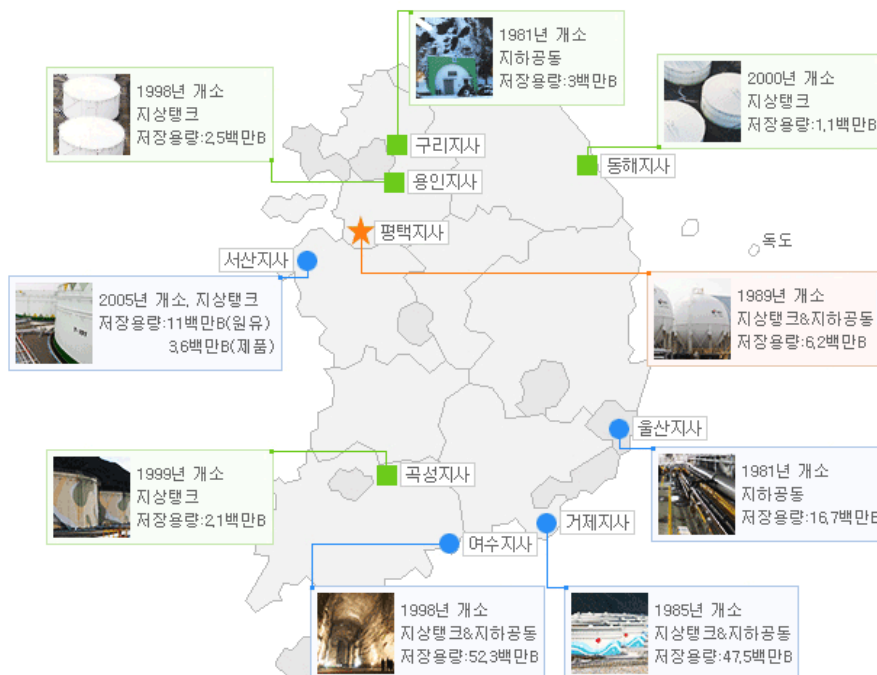 1981년 개소
지하공동
저장용량:3백만B
1998년 개소
지상탱크
저장용량:2,5백만B
2000년 개소
지상탱크
저장용량:1,1백만B
구리지사
동해지사
용인지사
평택지사
독도
서산지사
2005년 개소, 지상탱크
저장용량:11백만B(원유)
3,6백만B(제품)
1989년 개소
지상탱크&지하공동
저장용량:6,2백만B
울산지사
1999년 개소
지상탱크
저장용량:2,1백만B
곡성지사
1981년 개소
지하공동
저장용량:16,7백만B
거제지사
여수지사
1998년 개소
지상탱크&지하공동
저장용량:52,3백만B
1985년 개소
지상탱크&지하공동
저장용량:47,5백만B